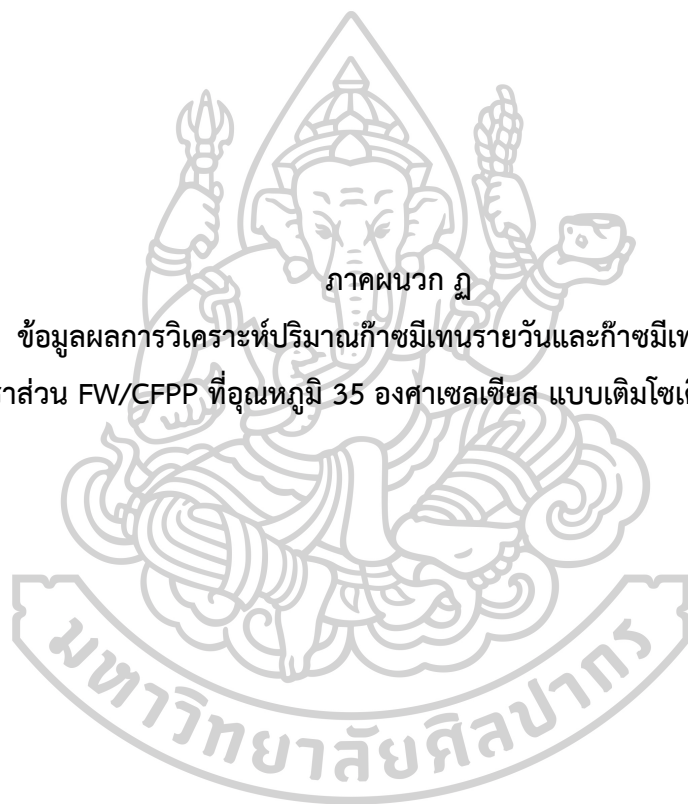 ภาคผนวก ฏ
ข้อมูลผลการวิเคราะห์ปริมาณก๊าซมีเทนรายวันและก๊าซมีเท
ราส่วน FW/CFPP ที่อุณหภูมิ 35 องศาเซลเซียส แบบเติมโซเดี
มหาวิทยาลัยศิลปากร